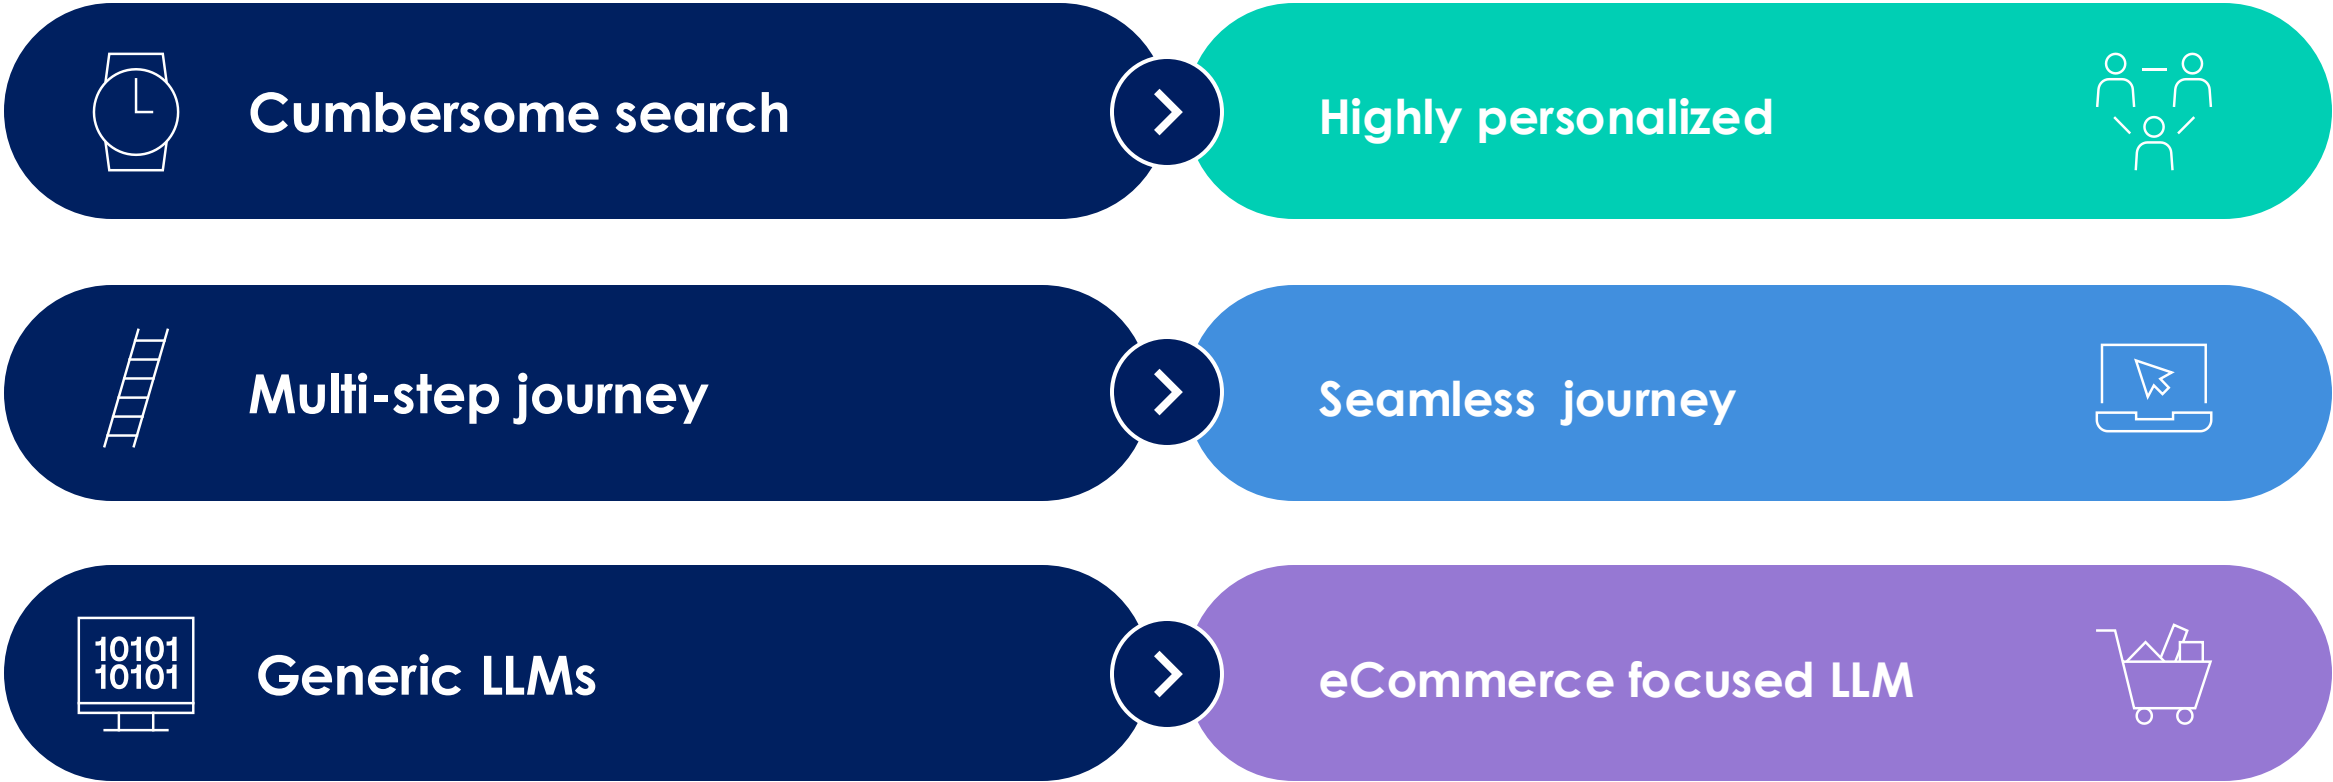 Cumbersome search
Highly personalized
Multi-step journey
Seamless  journey
10101
10101
Generic LLMs
eCommerce focused LLM